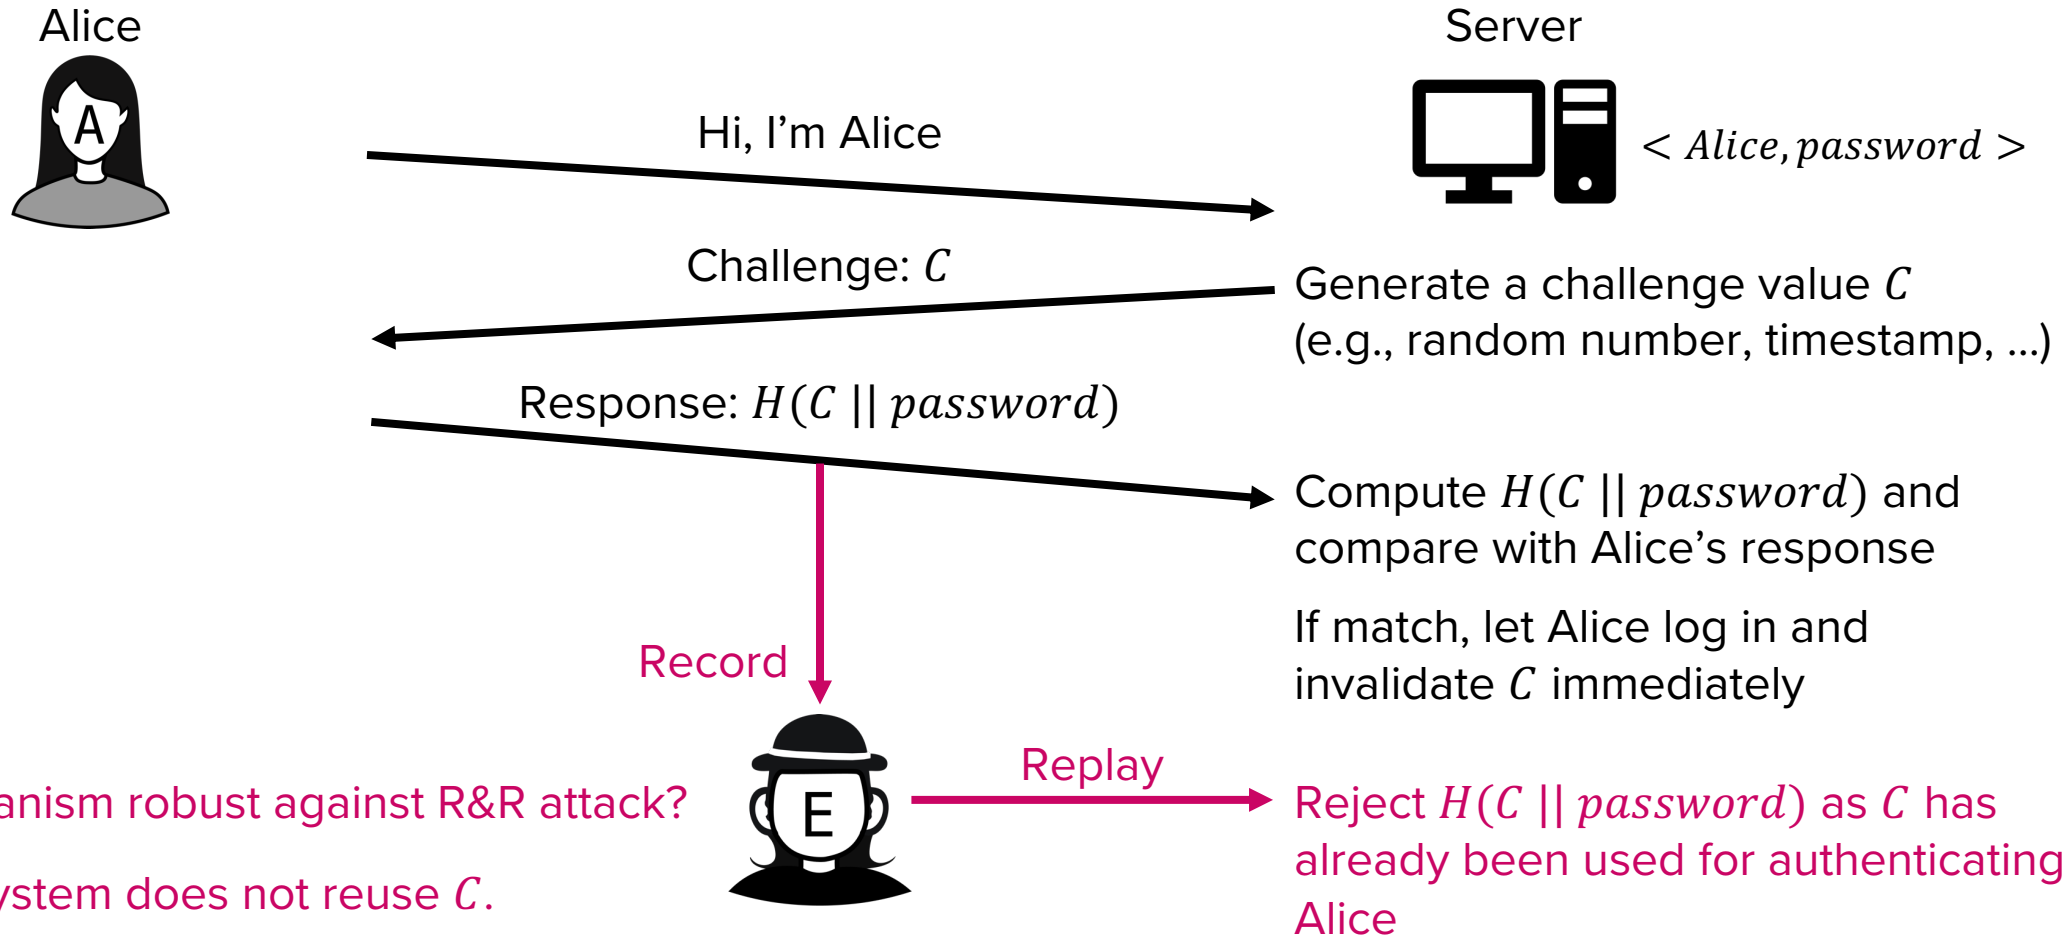 Alice
Server
A
Hi, I'm Alice
< Alice, password >
Challenge: C
Generate a challenge value C
(e.g., random number, timestamp, ...)
Response: H(C || password)
Compute H(C || password) and
compare with Alice's response
If match, let Alice log in and
invalidate C immediately
Record
Replay
E
anism robust against R&R attack?
ystem does not reuse C.
Reject H(C || password) as C has
already been used for authenticating
Alice